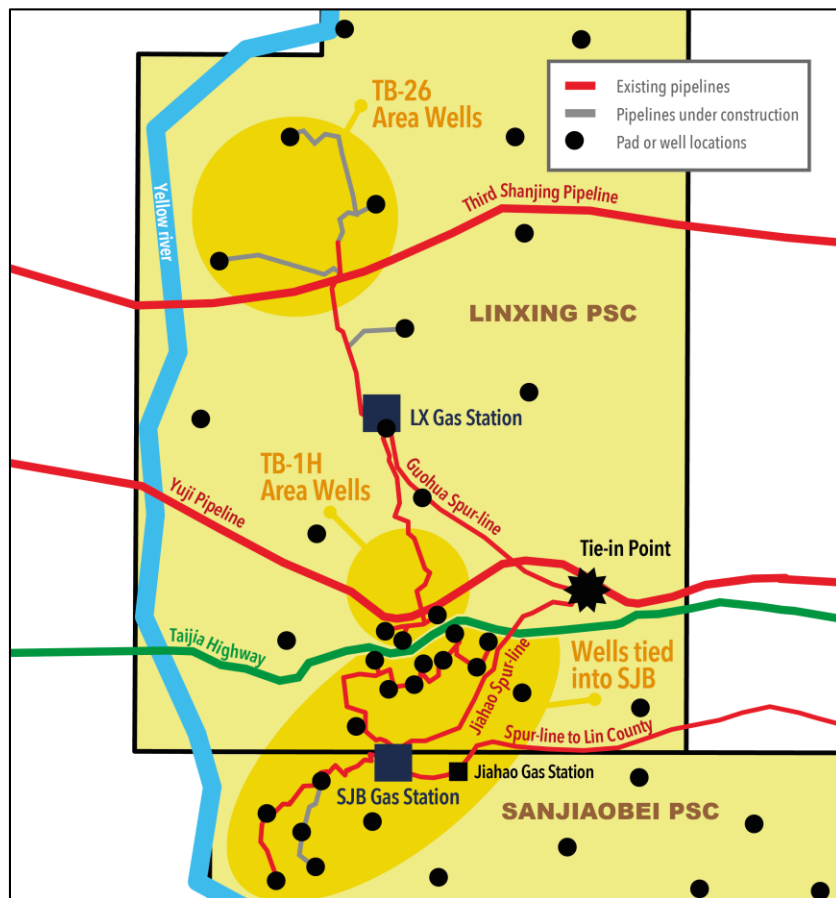 TB-26
Area Wells
Existing pipelines
Pipelines under construction
Pad or well locations
Yellow river
Third Shanjing Pipeline
LINXING PSC
LX Gas Station
TB-1H
Area Wells
Guohua Spur-line
Yuji Pipeline
Tie-in Point
Taijia Highway
Wells tied
into SJB
Jiahao Spur-line
Spur-line to Lin County
Jiahao Gas Station
SJB Gas Station
SANJIAOBEI PSC